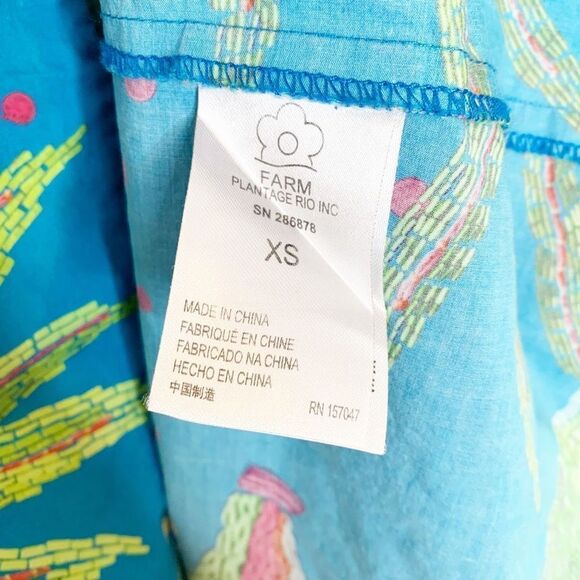 FARM
PLANTAGE RIO INC
SN 286878
XS
MADE IN CHINA
FABRIQUÉ EN CHINE
FABRICADO NA CHINA
HECHO EN CHINA
中国制造
RN 157047